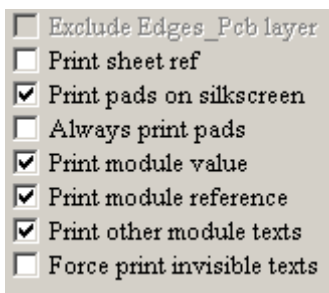 Exclude Edges_Pcb layer
Print sheet ref
Print pads on silkscreen
Always print pads
Print module value
Print module reference
Print other module texts
Force print invisible texts